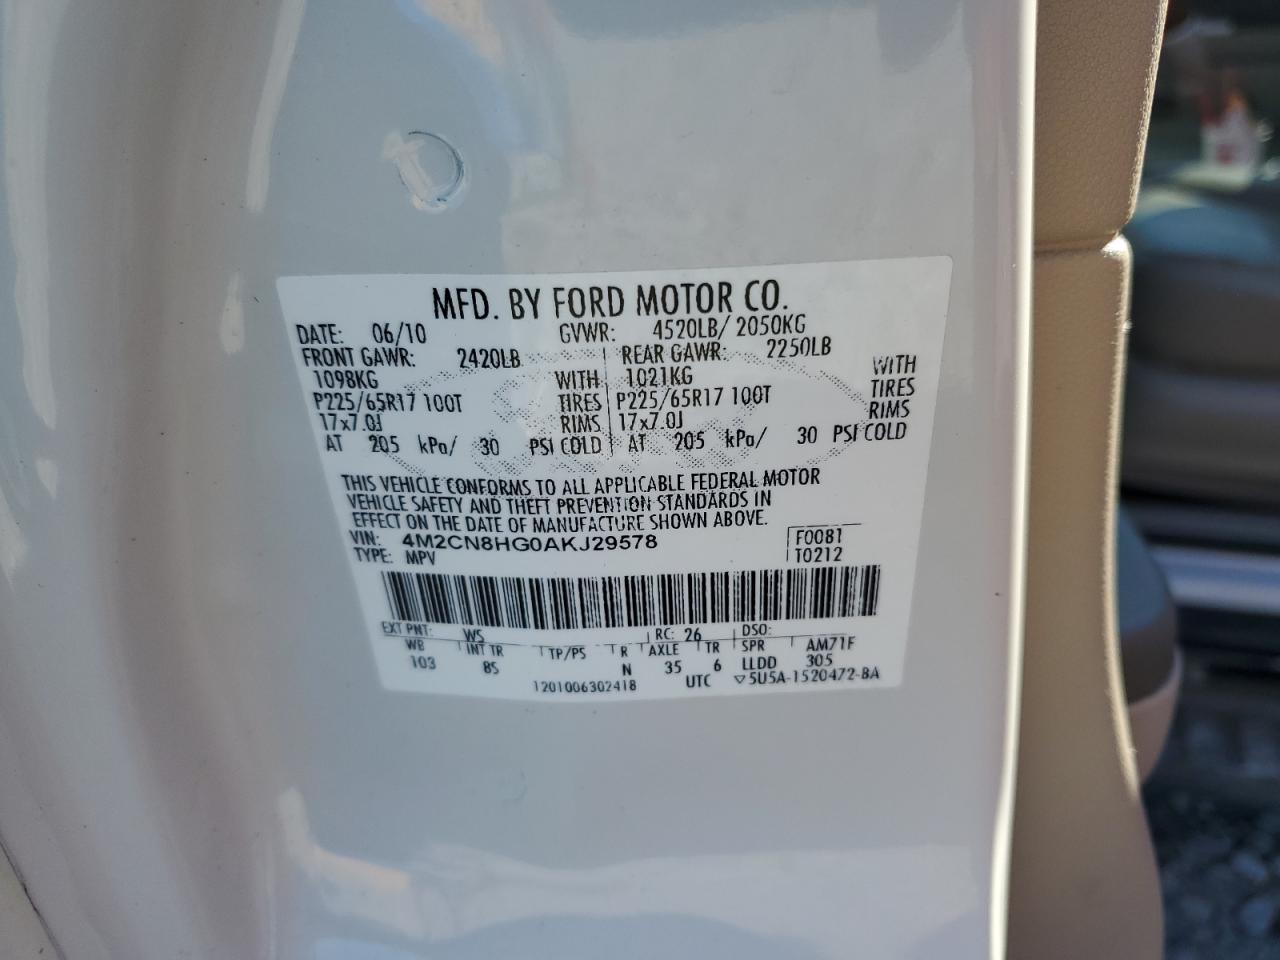 MFD. BY FORD MOTOR CO.
DATE: 06/10 GVWR: 4520LB/ 2050KG
FRONT GAWR: 2420LB REAR GAWR: 2250LB
1098KG WITH 1021KG WITH
P225/65R17 100T TIRES P225/65R17 100T TIRES
17x7.0J RIMS 17x7.0J RIMS
AT 205 kPa/ 30 PSI COLD AT 205 kPa/ 30 PSI COLD
THIS VEHICLE CONFORMS TO ALL APPLICABLE FEDERAL MOTOR
VEHICLE SAFETY AND THEFT PREVENTION STANDARDS IN
EFFECT ON THE DATE OF MANUFACTURE SHOWN ABOVE.
VIN: 4M2CN8HG0AKJ29578 F0081
TYPE: MPV T0212
EXT PNT: WS RC: 26 DSO:
WB INT TR TP/PS R AXLE TR SPR AM71F
103 8S N 35 6 LLDD 305
1201006302418 UTC ▽5U5A-1520472-BA